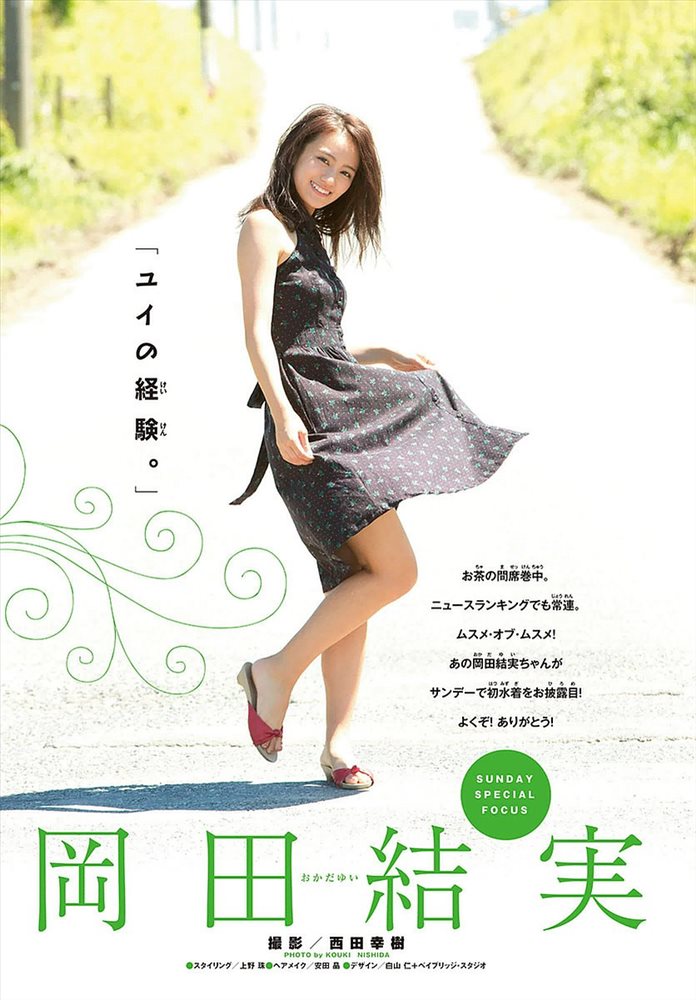 「ユイの経験。」
お茶の間席巻中。
ニュースランキングでも常連。
ムスメ・オブ・ムスメ!
あの岡田結実ちゃんが
サンデーで初水着をお披露目!
よくぞ! ありがとう!
SUNDAY
SPECIAL
FOCUS
岡田結実
おかだゆい
撮影／西田幸樹
PHOTO by KOUKI NISHIDA
●スタイリング／上野 珠●ヘアメイク／安田 晶●デザイン／白山 仁+ベイブリッジ・スタジオ